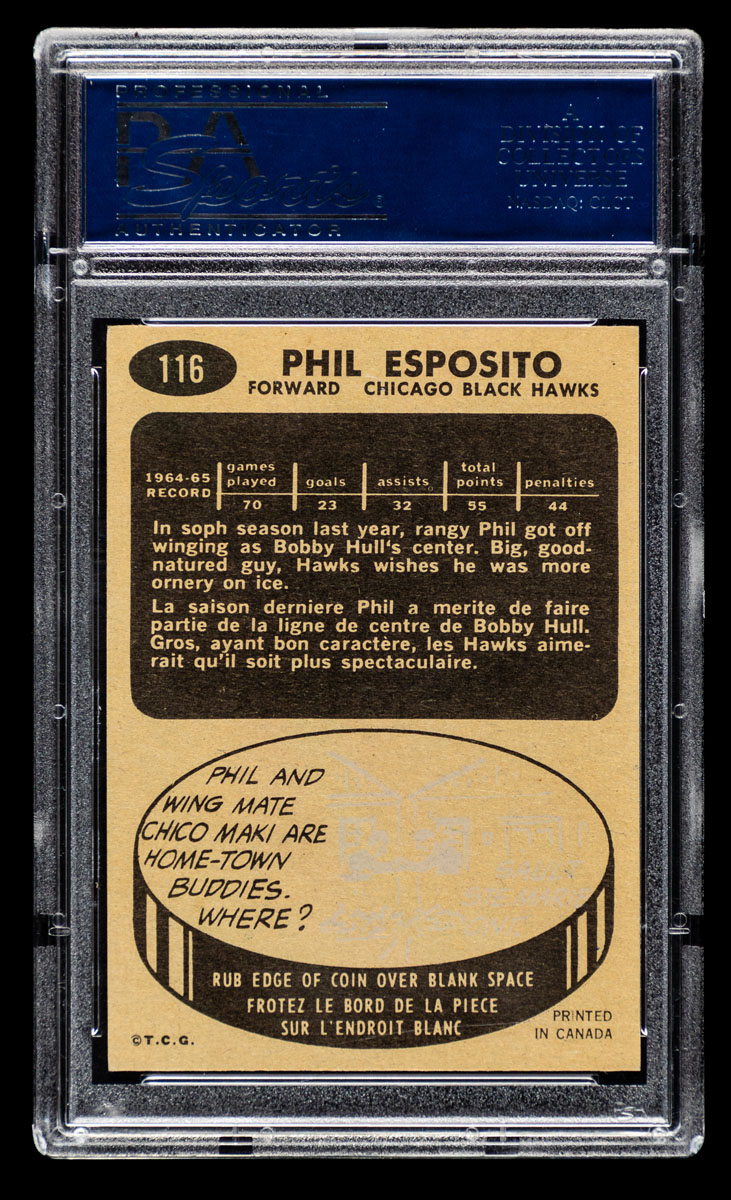 PROFESSIONAL
PSA
Sports
AUTHENTICATOR
A
DIVISION OF
COLLECTORS
UNIVERSE
NASDAQ: CLCT
116
PHIL ESPOSITO
FORWARD CHICAGO BLACK HAWKS
1964-65 RECORD games played goals assists total points penalties
70 23 32 55 44
In soph season last year, rangy Phil got off
winging as Bobby Hull's center. Big, good-
natured guy, Hawks wishes he was more
ornery on ice.
La saison derniere Phil a merite de faire
partie de la ligne de centre de Bobby Hull.
Gros, ayant bon caractère, les Hawks aime-
rait qu'il soit plus spectaculaire.
PHIL AND
WING MATE
CHICO MAKI ARE
HOME-TOWN
BUDDIES.
WHERE?
SAULT
STE. MARIE
RUB EDGE OF COIN OVER BLANK SPACE
FROTEZ LE BORD DE LA PIECE
SUR L'ENDROIT BLANC
©T.C.G.
PRINTED
IN CANADA